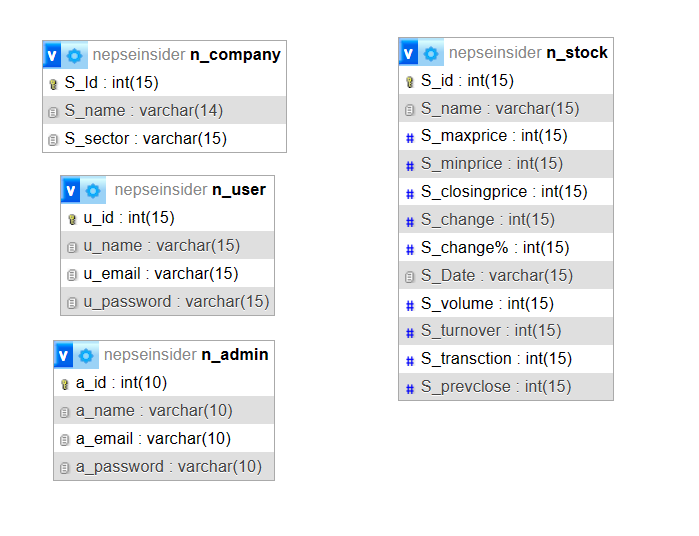 v nepseinsider n_company
S_Id : int(15)
S_name : varchar(14)
S_sector : varchar(15)
v nepseinsider n_user
u_id : int(15)
u_name : varchar(15)
u_email : varchar(15)
u_password : varchar(15)
v nepseinsider n_admin
a_id : int(10)
a_name : varchar(10)
a_email : varchar(10)
a_password : varchar(10)
v nepseinsider n_stock
S_id : int(15)
S_name : varchar(15)
# S_maxprice : int(15)
# S_minprice : int(15)
# S_closingprice : int(15)
# S_change : int(15)
# S_change% : int(15)
S_Date : varchar(15)
# S_volume : int(15)
# S_turnover : int(15)
# S_transction : int(15)
# S_prevclose : int(15)